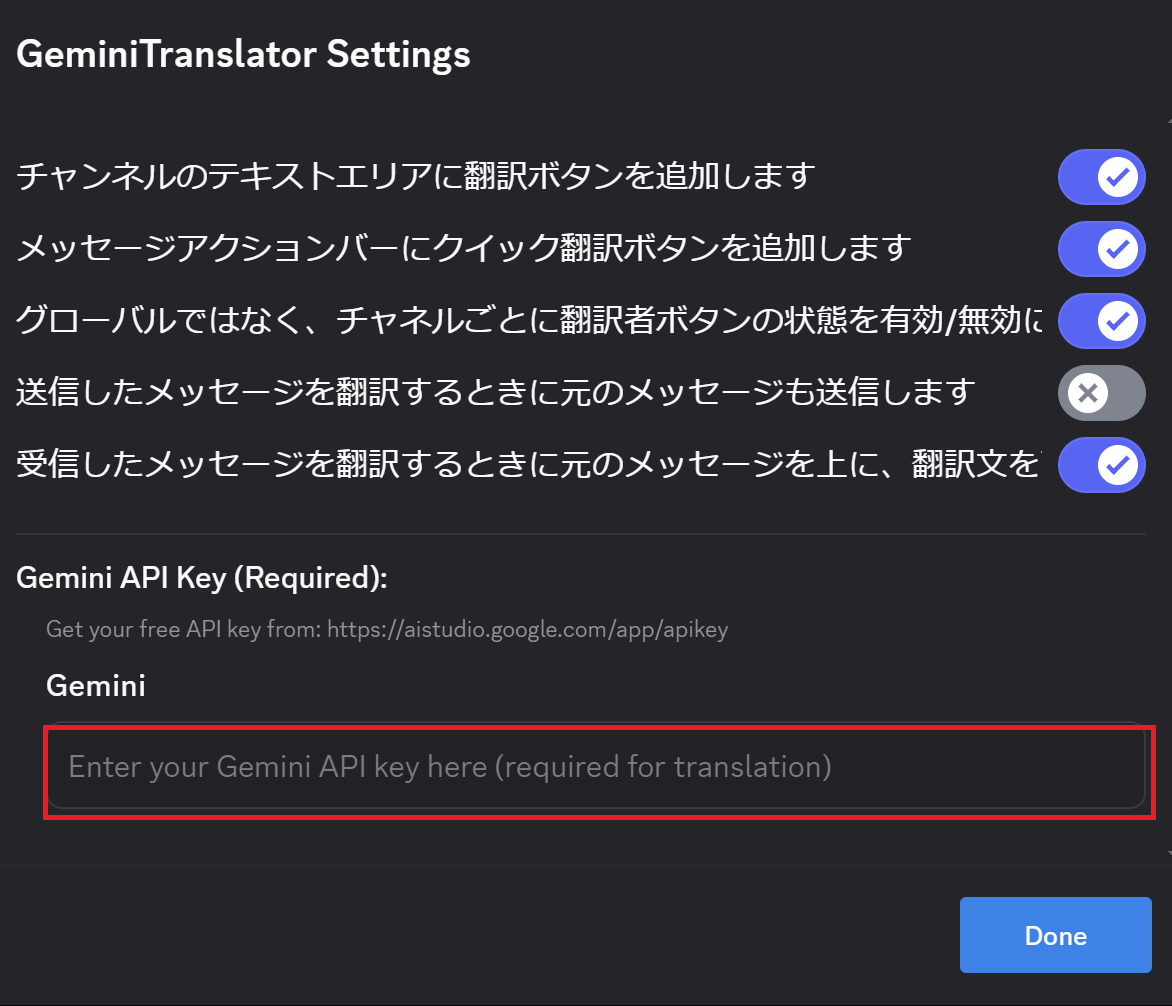 GeminiTranslator Settings
チャンネルのテキストエリアに翻訳ボタンを追加します
メッセージアクションバーにクイック翻訳ボタンを追加します
グローバルではなく、チャネルごとに翻訳者ボタンの状態を有効/無効に
送信したメッセージを翻訳するときに元のメッセージも送信します
受信したメッセージを翻訳するときに元のメッセージを上に、翻訳文を
Gemini API Key (Required):
Get your free API key from: https://aistudio.google.com/app/apikey
Gemini
Enter your Gemini API key here (required for translation)
Done